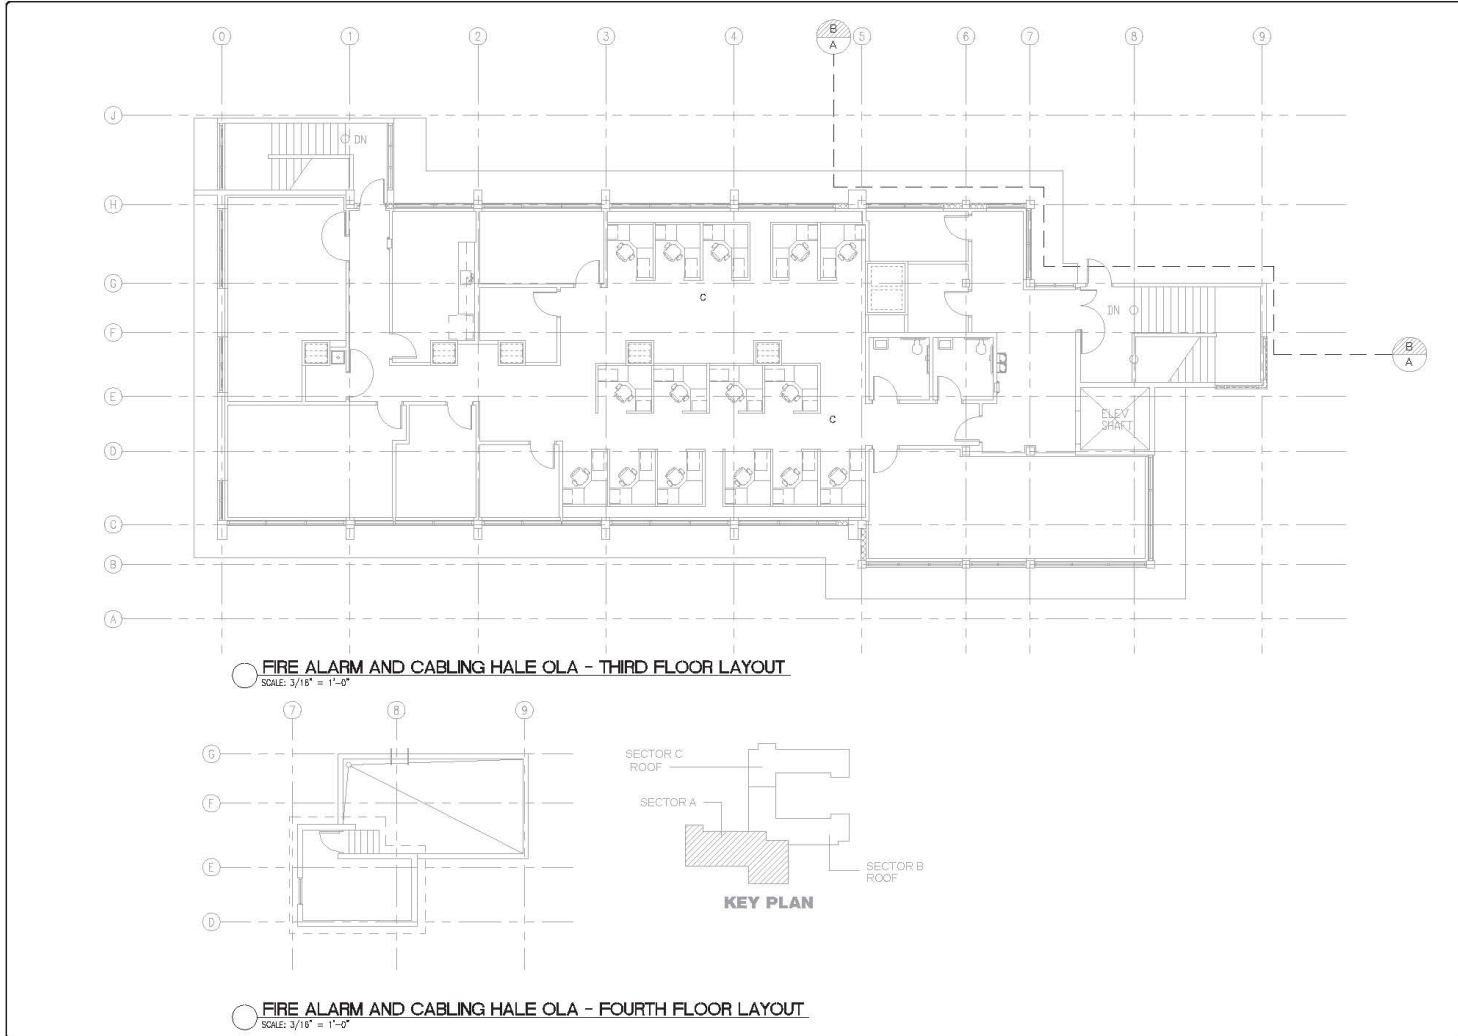 B
A
0
1
2
3
4
5
6
7
8
9
J
DN
H
G
C
F
DN
B
A
E
C
ELEV
SHAFT
D
C
B
A
FIRE ALARM AND CABLING HALE OLA - THIRD FLOOR LAYOUT
SCALE: 3/16" = 1'-0"
7
8
9
G
F
E
D
SECTOR C
ROOF
SECTOR A
SECTOR B
ROOF
KEY PLAN
FIRE ALARM AND CABLING HALE OLA - FOURTH FLOOR LAYOUT
SCALE: 3/16" = 1'-0"